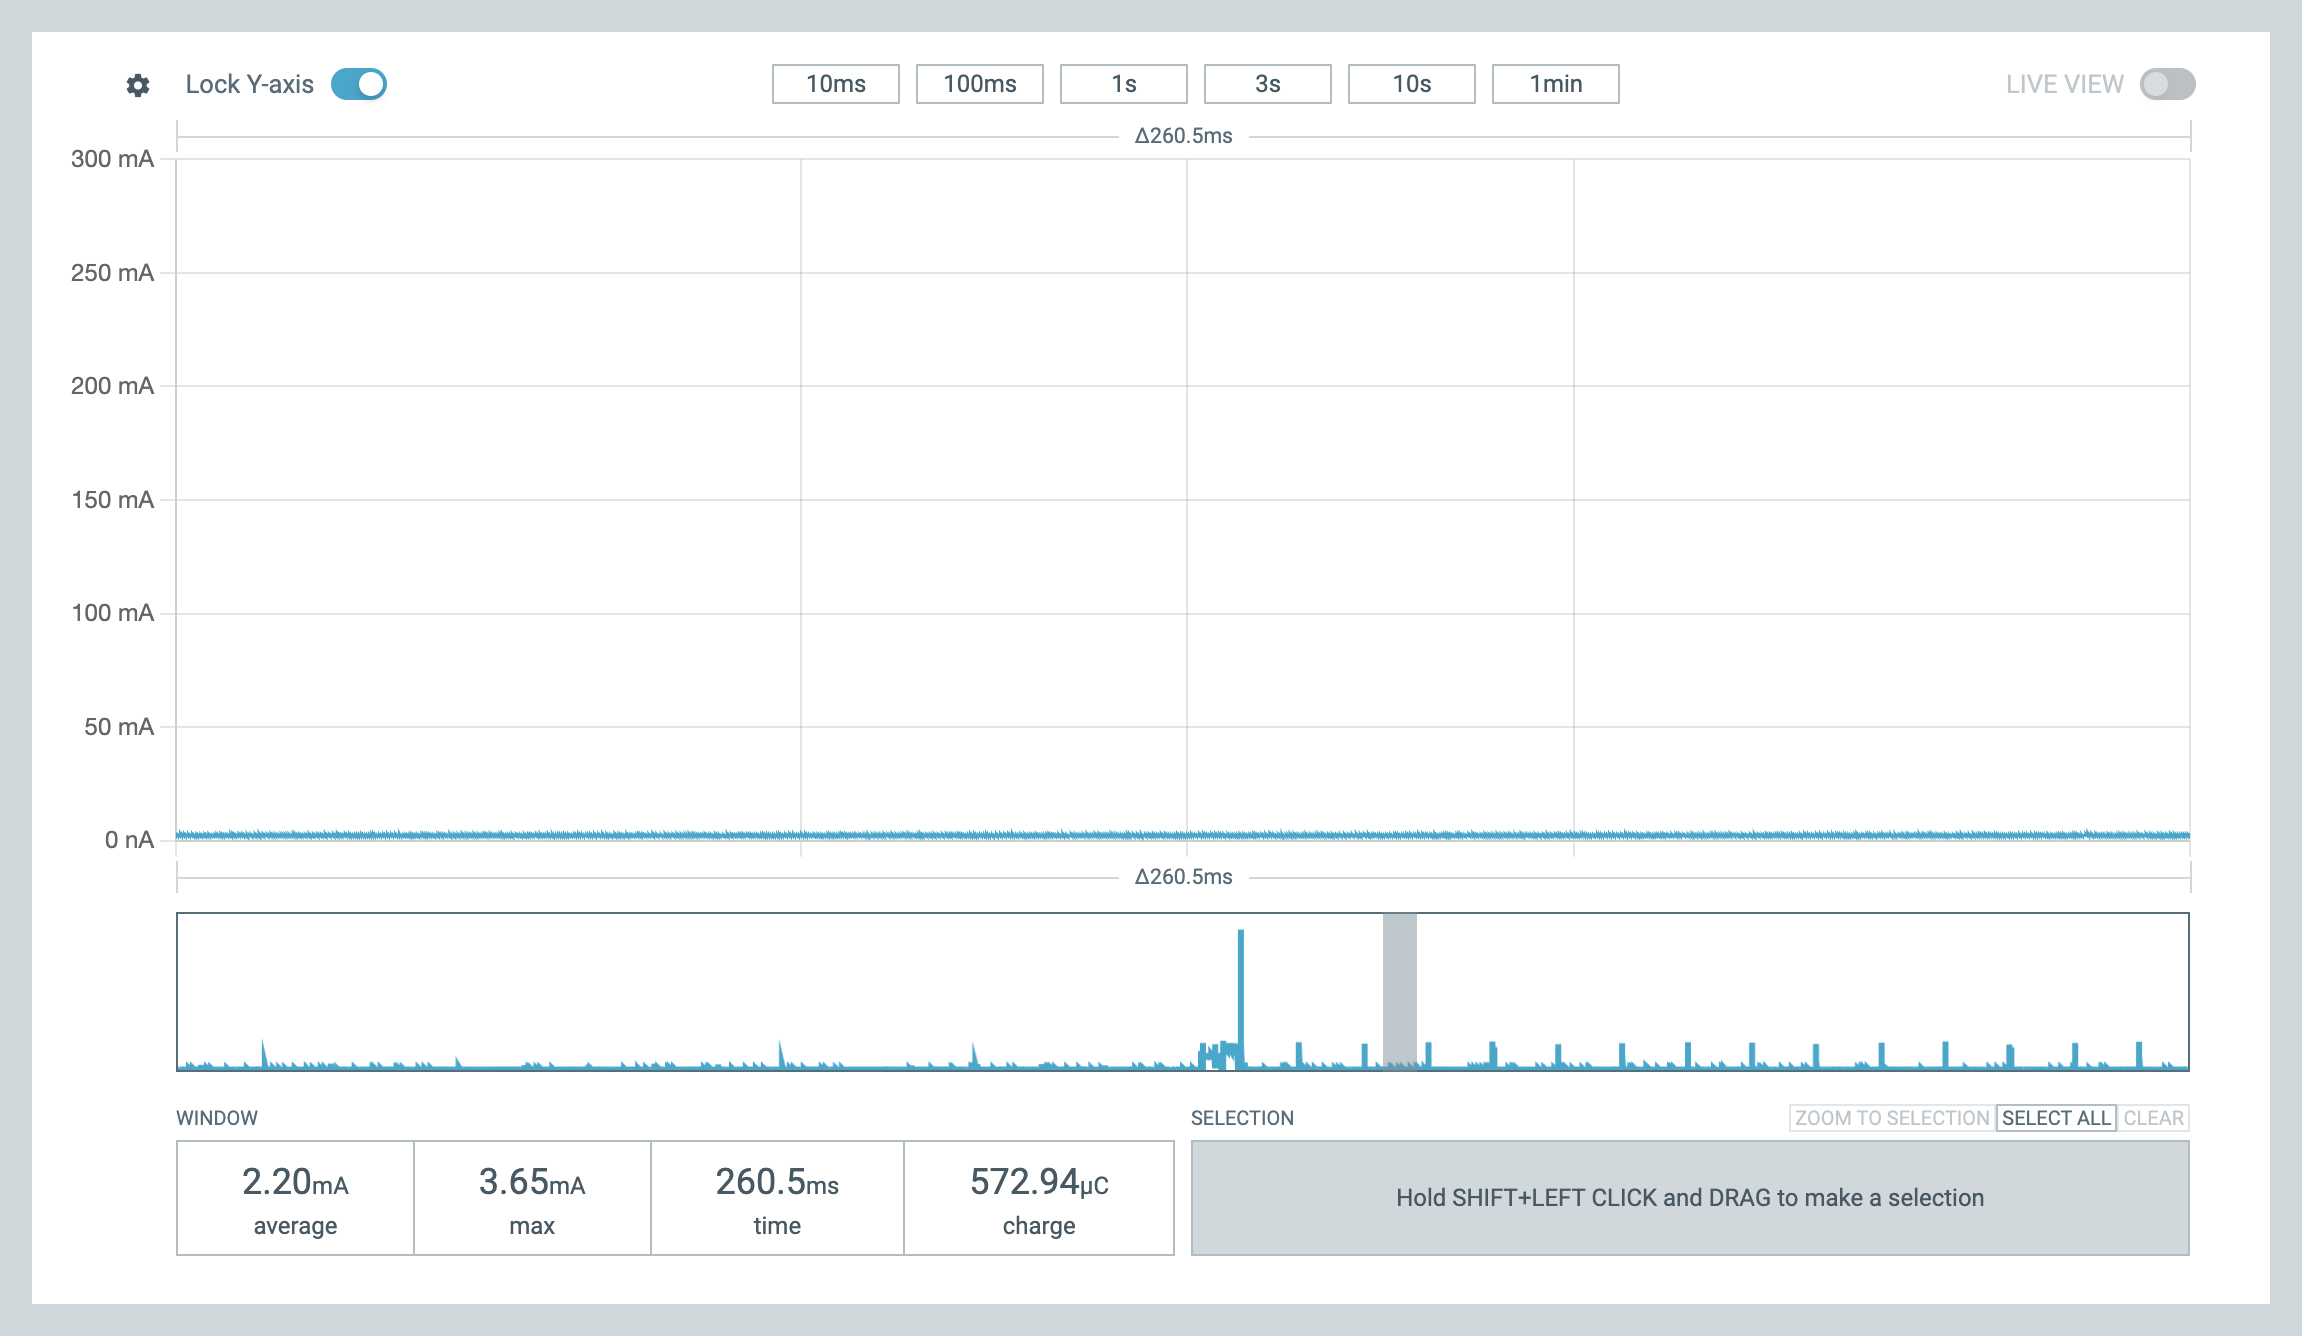 Lock Y-axis
10ms 100ms 1s 3s 10s 1min
LIVE VIEW
Δ260.5ms
300 mA
250 mA
200 mA
150 mA
100 mA
50 mA
0 nA
Δ260.5ms
WINDOW
2.20mA 3.65mA 260.5ms 572.94µC
average max time charge
SELECTION
ZOOM TO SELECTION SELECT ALL CLEAR
Hold SHIFT+LEFT CLICK and DRAG to make a selection